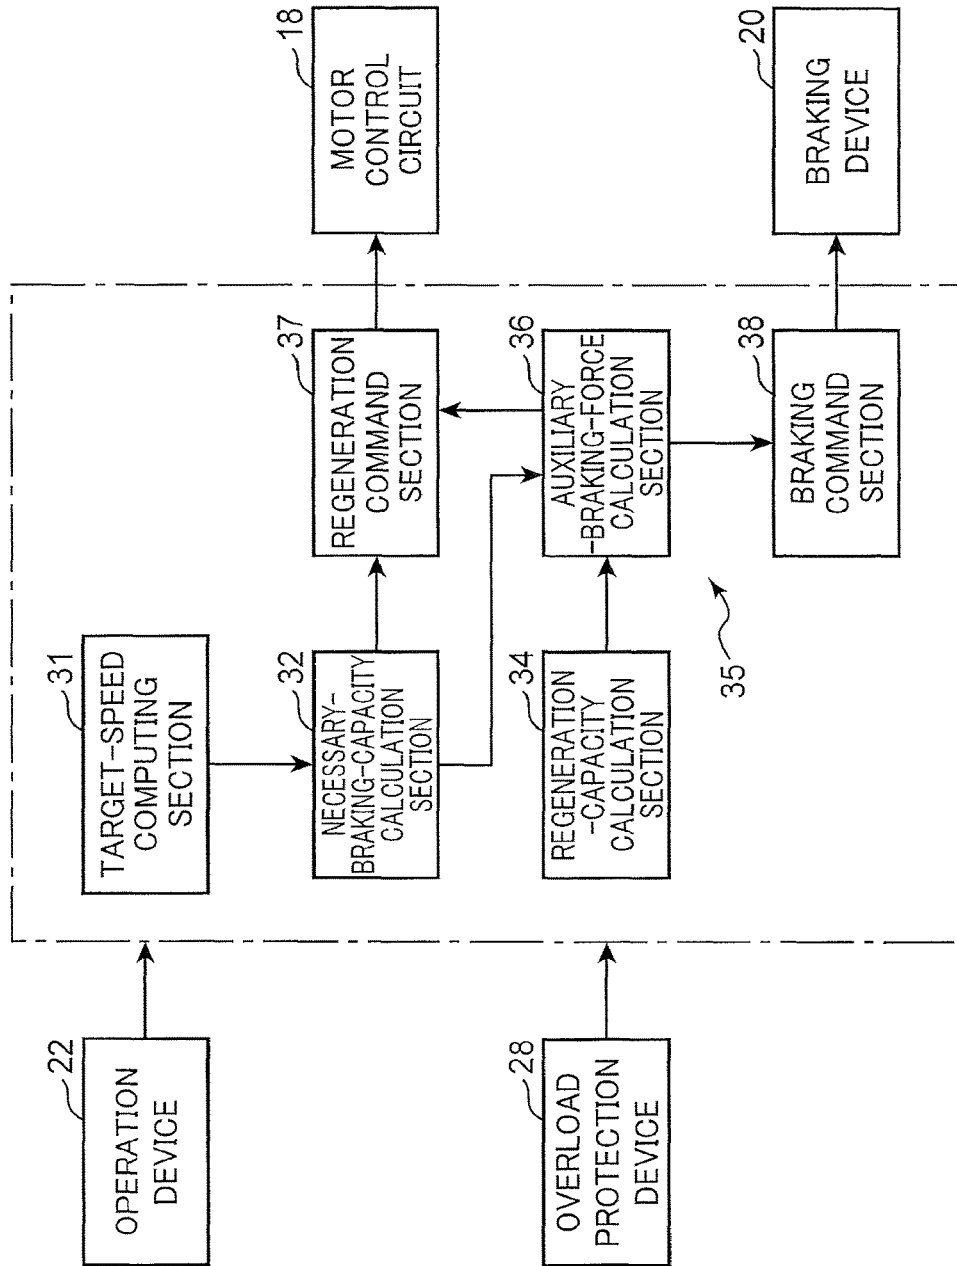 22
OPERATION
DEVICE
31
TARGET-SPEED
COMPUTING
SECTION
18
MOTOR
CONTROL
CIRCUIT
32
NECESSARY-
BRAKING-CAPACITY
CALCULATION
SECTION
37
REGENERATION
COMMAND
SECTION
28
OVERLOAD
PROTECTION
DEVICE
34
REGENERATION
-CAPACITY
CALCULATION
SECTION
36
AUXILIARY
-BRAKING-FORCE
CALCULATION
SECTION
35
38
BRAKING
COMMAND
SECTION
20
BRAKING
DEVICE